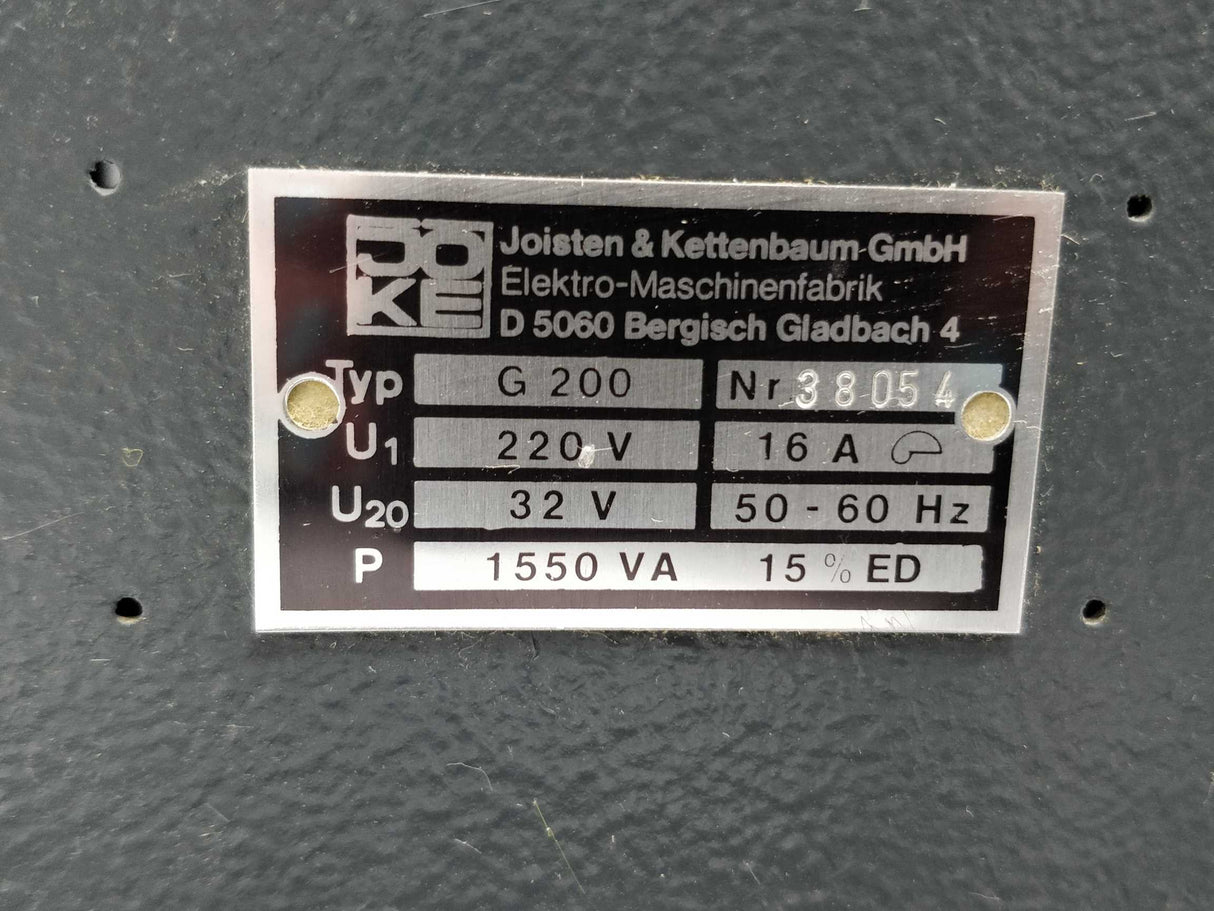 JO
KE
Joisten & Kettenbaum GmbH
Elektro-Maschinenfabrik
D 5060 Bergisch Gladbach 4
Typ G 200 Nr 38054
U1 220 V 16 A
U20 32 V 50 - 60 Hz
P 1550 VA 15 % ED